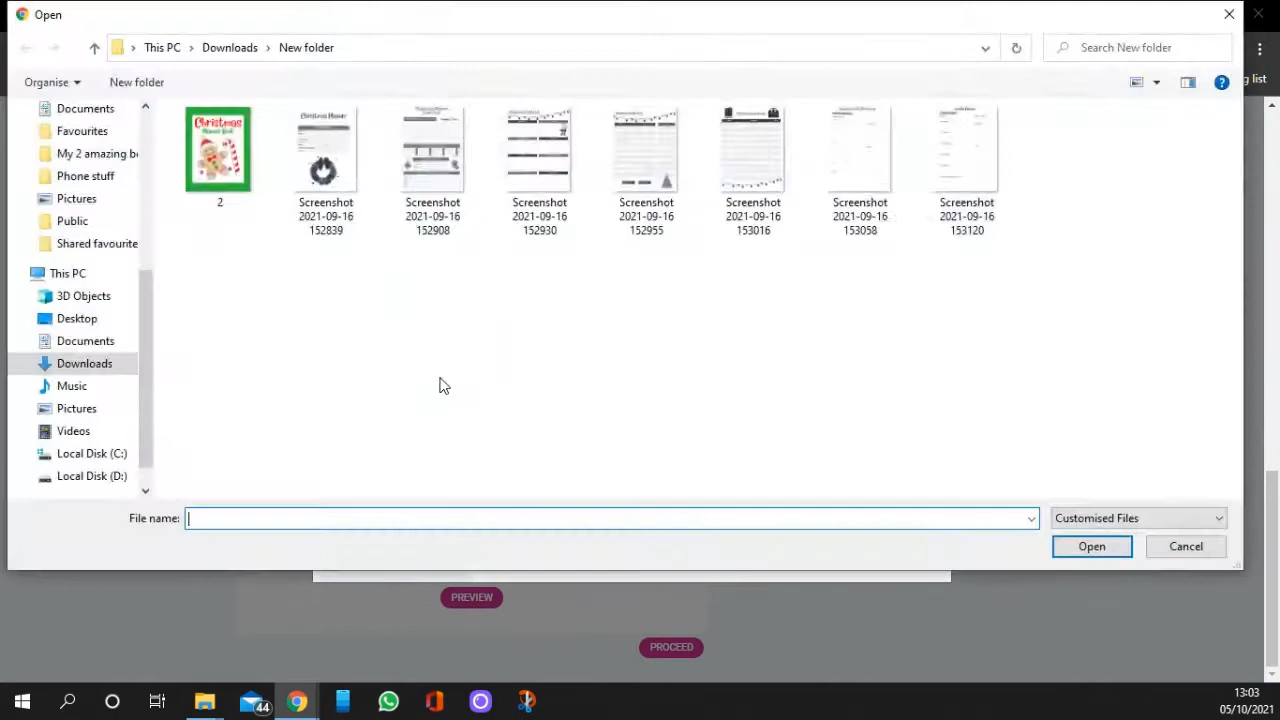 Open
This PC > Downloads > New folder
Search New folder
Organise
New folder
g list
Documents
Favourites
My 2 amazing b
Phone stuff
Pictures
Public
Shared favourite
This PC
3D Objects
Desktop
Documents
Downloads
Music
Pictures
Videos
Local Disk (C:)
Local Disk (D:)
Christmas
2
Christmas Planner
Screenshot
2021-09-16
152839
Screenshot
2021-09-16
152908
Screenshot
2021-09-16
152930
Screenshot
2021-09-16
152955
Screenshot
2021-09-16
153016
Screenshot
2021-09-16
153058
Screenshot
2021-09-16
153120
File name:
Customised Files
Open
Cancel
PREVIEW
PROCEED
44
13:03
05/10/2021